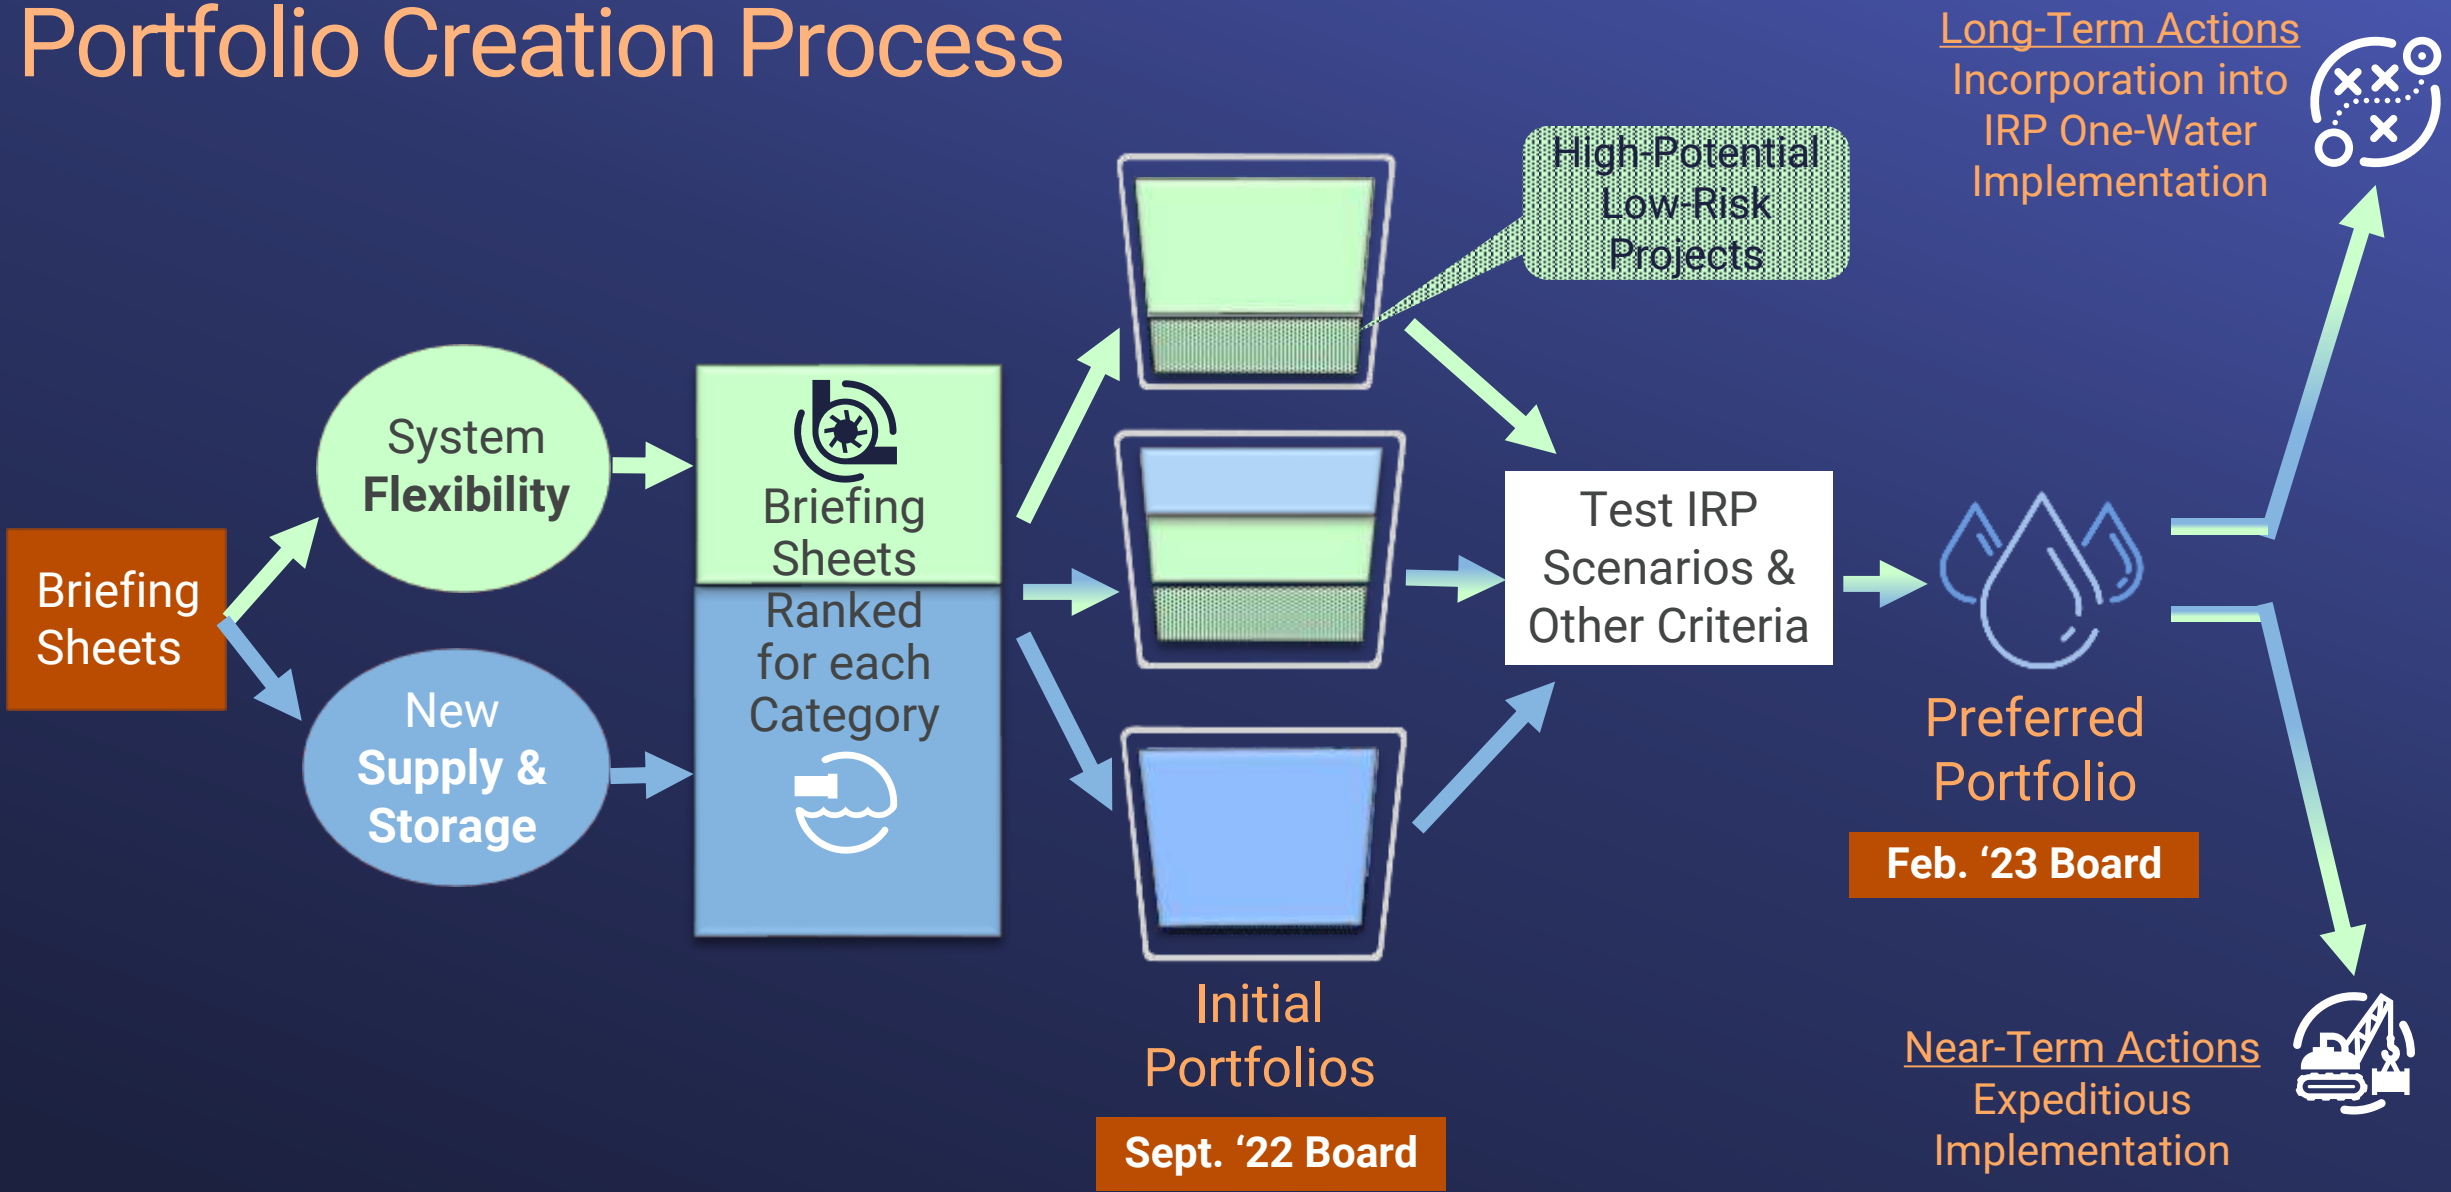 Portfolio Creation Process
Briefing
Sheets
System
Flexibility
New
Supply &
Storage
Briefing
Sheets
Ranked
for each
Category
High-Potential
Low-Risk
Projects
Initial
Portfolios
Sept. ‘22 Board
Test IRP
Scenarios &
Other Criteria
Preferred
Portfolio
Feb. ‘23 Board
Long-Term Actions
Incorporation into
IRP One-Water
Implementation
Near-Term Actions
Expeditious
Implementation